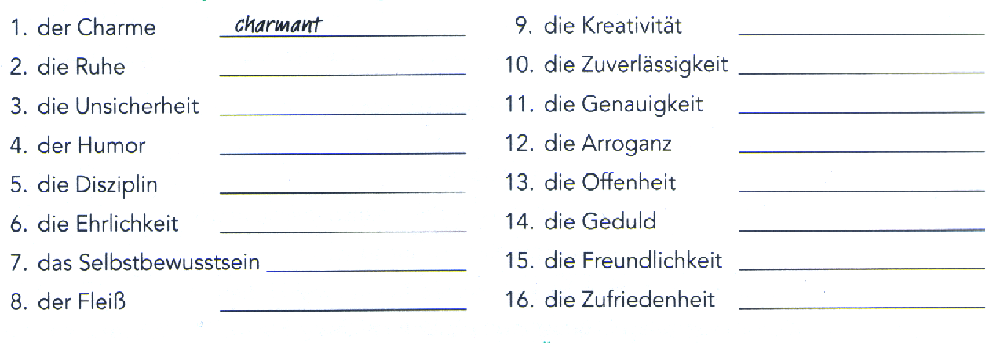 1. der Charme charmant
2. die Ruhe
3. die Unsicherheit
4. der Humor
5. die Disziplin
6. die Ehrlichkeit
7. das Selbstbewusstsein
8. der Fleiß
9. die Kreativität
10. die Zuverlässigkeit
11. die Genauigkeit
12. die Arroganz
13. die Offenheit
14. die Geduld
15. die Freundlichkeit
16. die Zufriedenheit